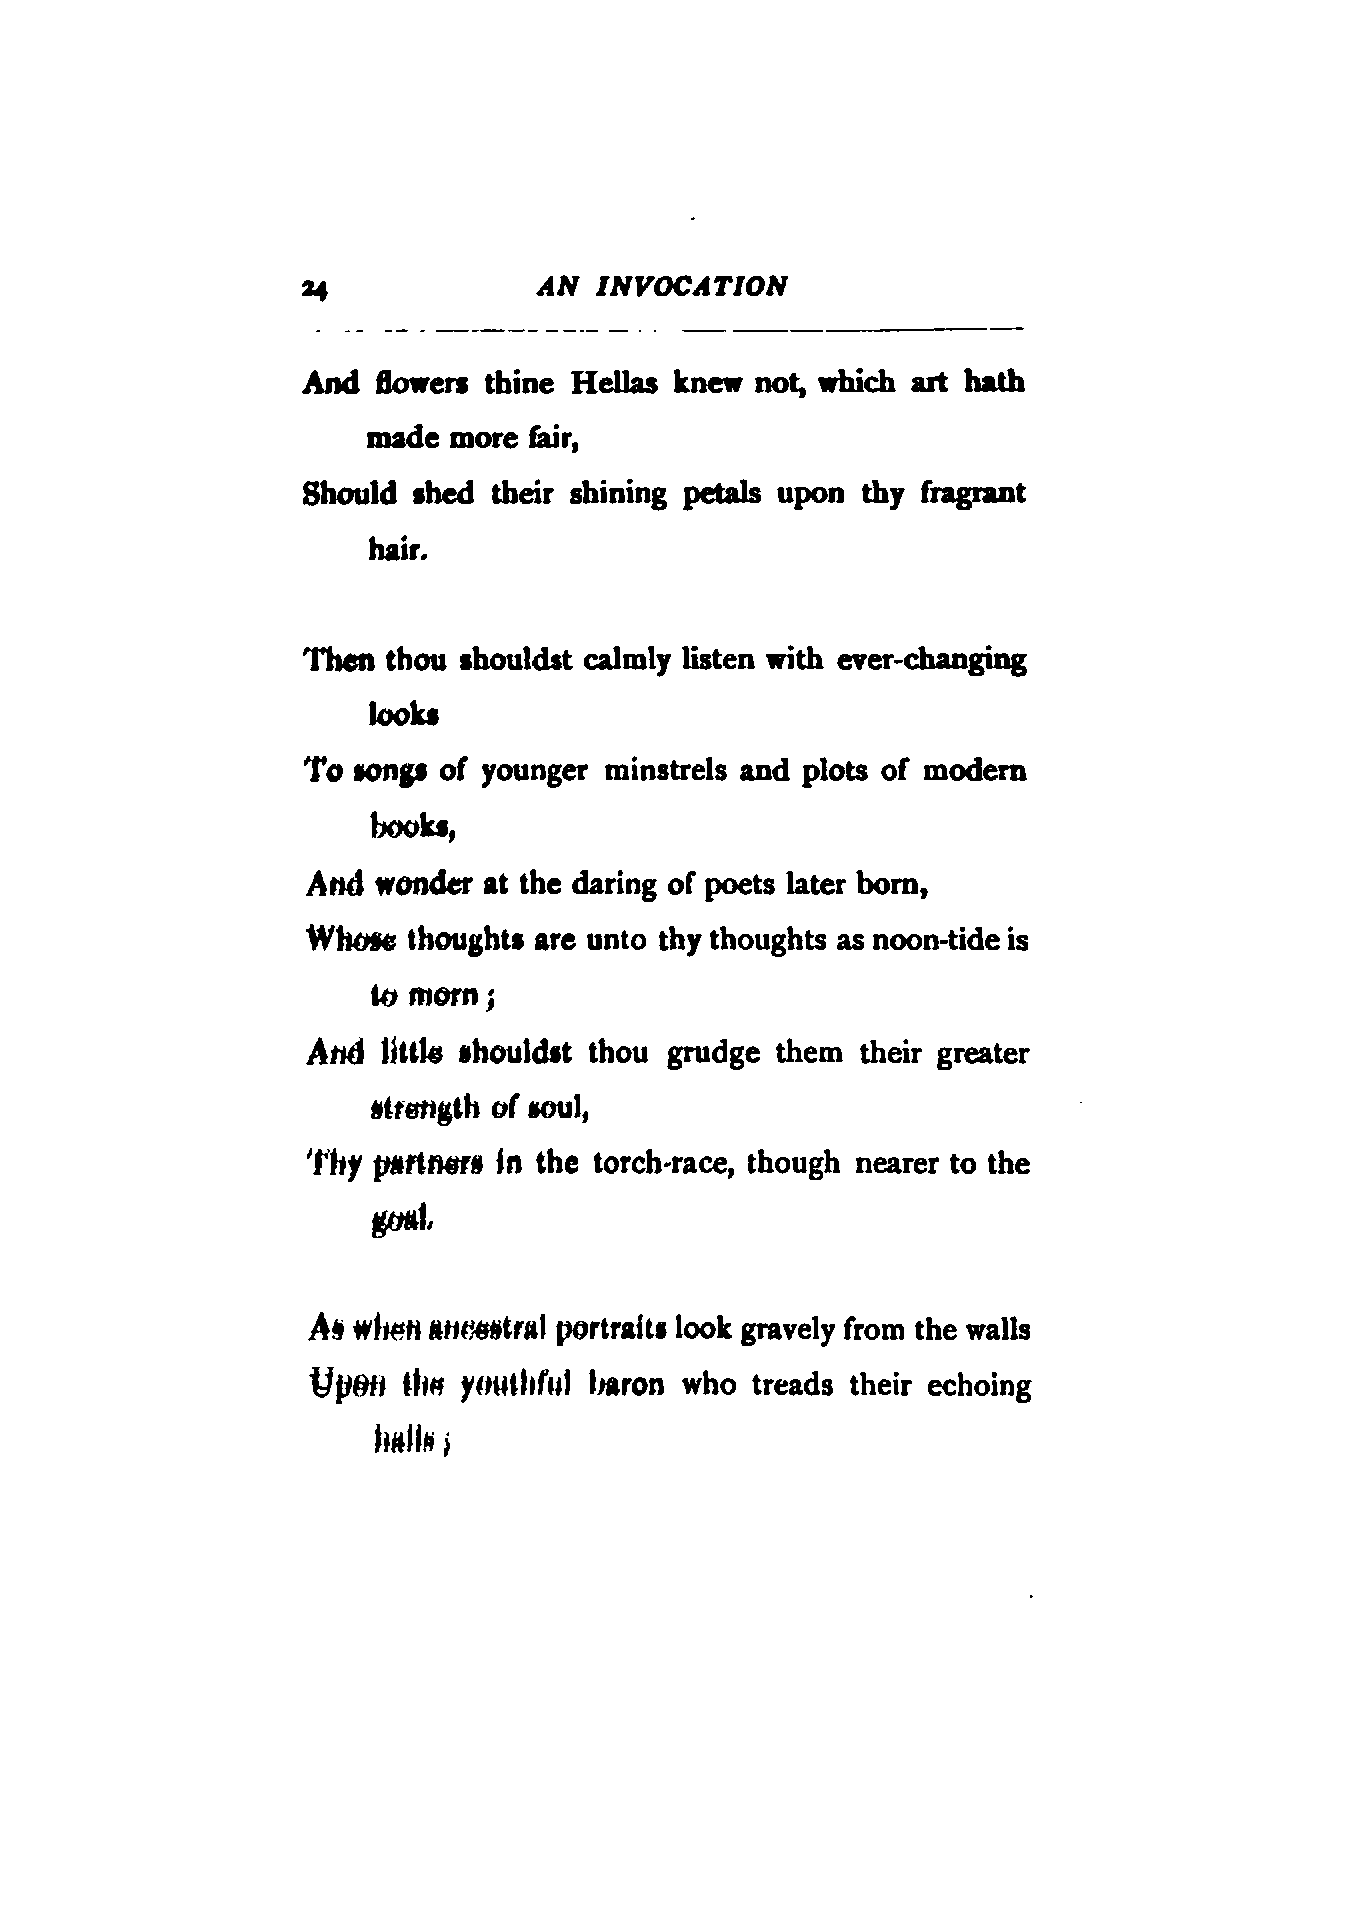 24 AN INVOCATION
And flowers thine Hellas knew not, which art hath
made more fair,
Should shed their shining petals upon thy fragrant
hair.
Then thou shouldst calmly listen with ever-changing
looks
To songs of younger minstrels and plots of modern
books,
And wonder at the daring of poets later born,
Whose thoughts are unto thy thoughts as noon-tide is
to morn ;
And little shouldst thou grudge them their greater
strength of soul,
Thy partners in the torch-race, though nearer to the
goal.
As when ancestral portraits look gravely from the walls
Upon the youthful baron who treads their echoing
halls ;